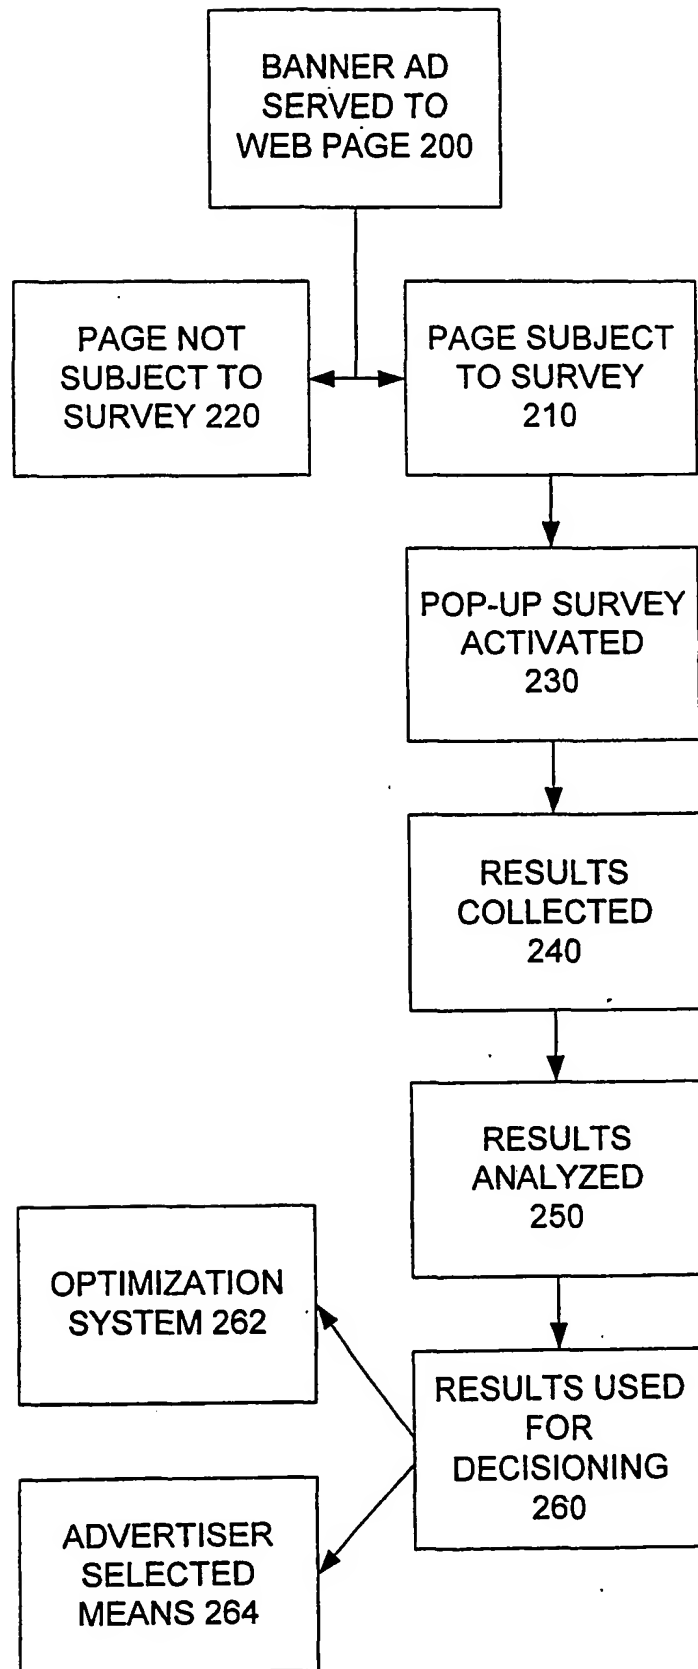 BANNER AD
SERVED TO
WEB PAGE 200
PAGE NOT
SUBJECT TO
SURVEY 220
PAGE SUBJECT
TO SURVEY
210
POP-UP SURVEY
ACTIVATED
230
RESULTS
COLLECTED
240
RESULTS
ANALYZED
250
OPTIMIZATION
SYSTEM 262
RESULTS USED
FOR
DECISIONING
260
ADVERTISER
SELECTED
MEANS 264